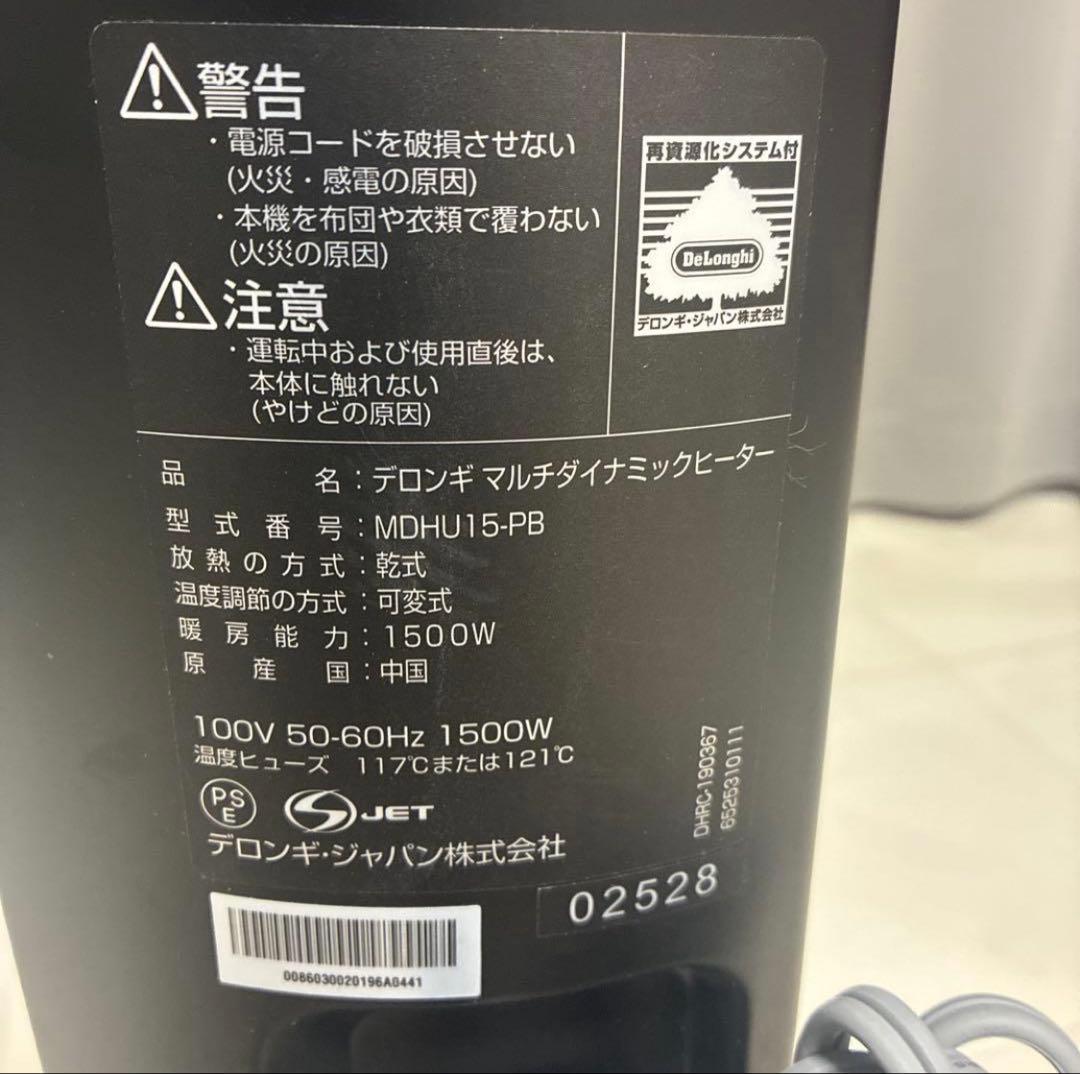 警告
・電源コードを破損させない
(火災・感電の原因)
・本機を布団や衣類で覆わない
(火災の原因)
注意
・運転中および使用直後は、
本体に触れない
(やけどの原因)
再資源化システム付
DeLonghi
デロンギ・ジャパン株式会社
品名：デロンギ マルチダイナミックヒーター
型式番号：MDHU15-PB
放熱の方式：乾式
温度調節の方式：可変式
暖房能力：1500W
原産国：中国
100V 50-60Hz 1500W
温度ヒューズ 117℃または121℃
PSE
JET
デロンギ・ジャパン株式会社
DHRC-190367
6525310111
02528
0086030020196A0441